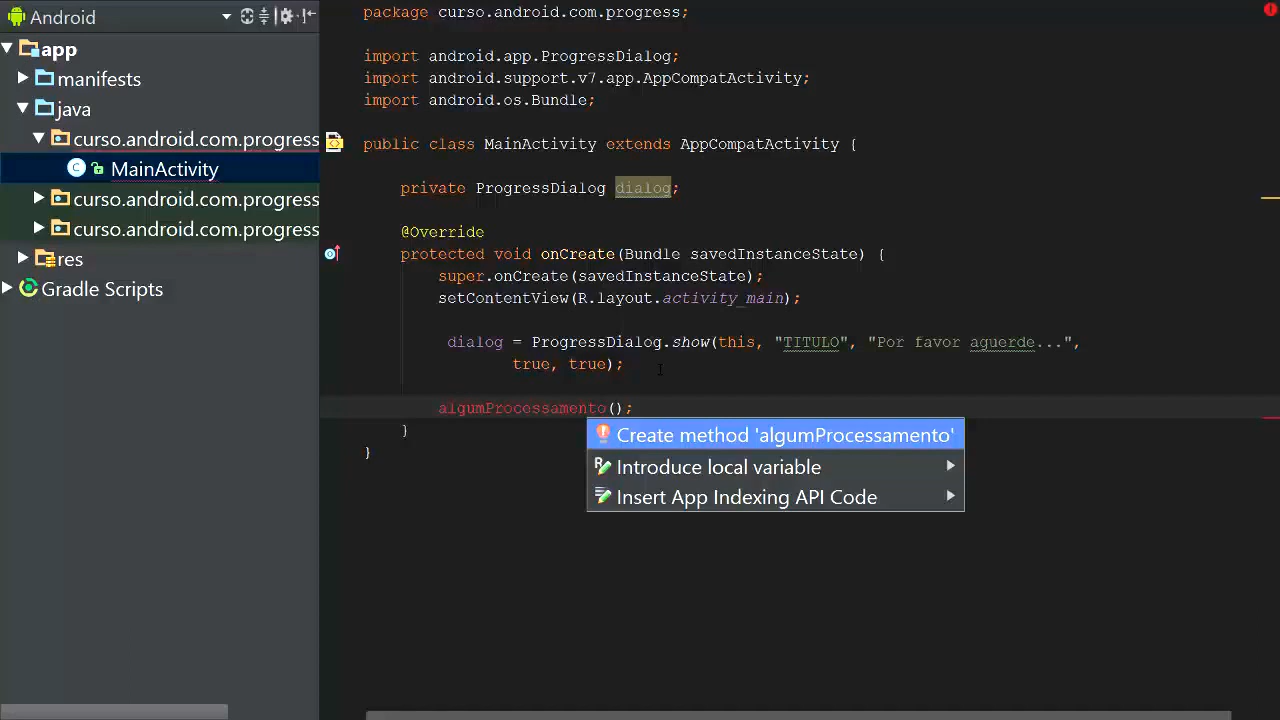 Android
app
manifests
java
curso.android.com.progress
MainActivity
curso.android.com.progress
curso.android.com.progress
res
Gradle Scripts
package curso.android.com.progress;
import android.app.ProgressDialog;
import android.support.v7.app.AppCompatActivity;
import android.os.Bundle;
public class MainActivity extends AppCompatActivity {
private ProgressDialog dialog;
@Override
protected void onCreate(Bundle savedInstanceState) {
super.onCreate(savedInstanceState);
setContentView(R.layout.activity_main);
dialog = ProgressDialog.show(this, "TITULO", "Por favor aguerde...",
true, true);
algumProcessamento();
}
}
Create method 'algumProcessamento'
Introduce local variable
Insert App Indexing API Code